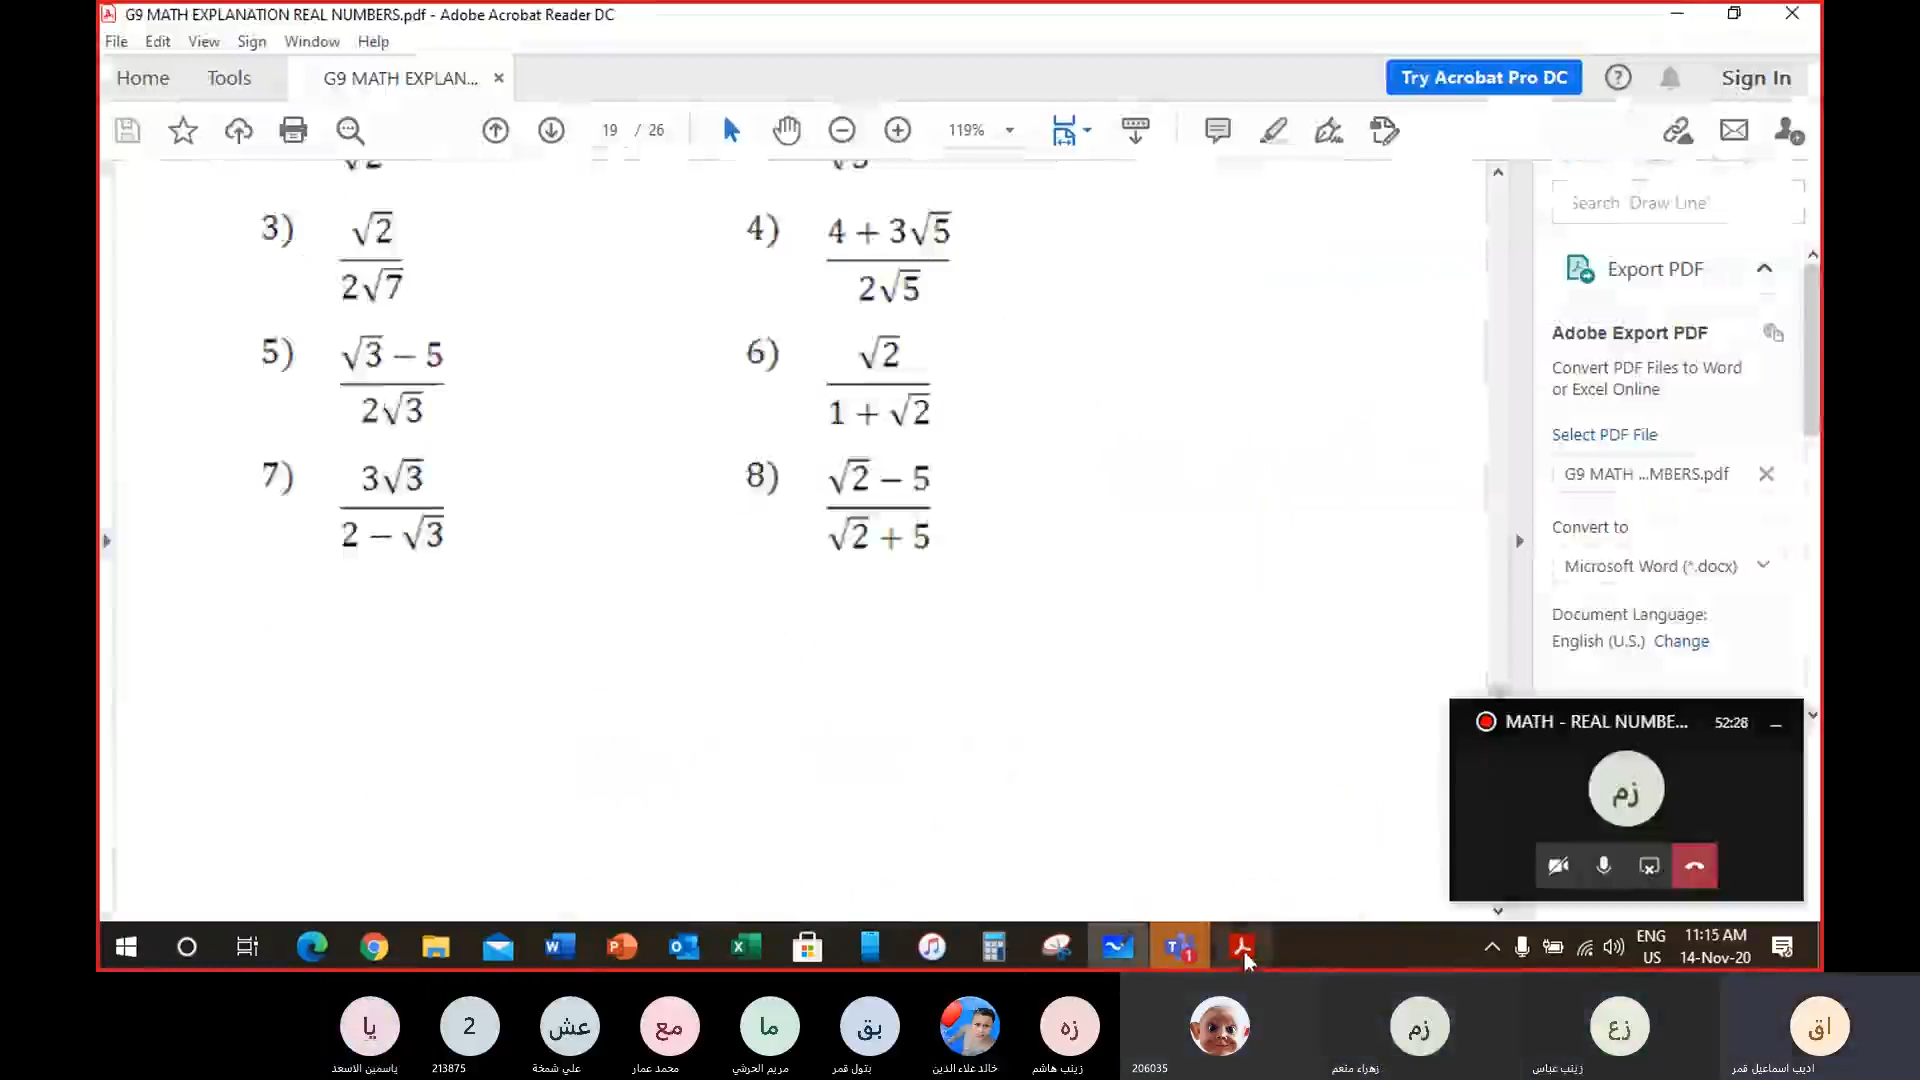 G9 MATH EXPLANATION REAL NUMBERS.pdf - Adobe Acrobat Reader DC
File Edit View Sign Window Help
Home Tools G9 MATH EXPLAN... ×
Try Acrobat Pro DC Sign In
19 / 26 119%
3) √2 / 2√7
4) 4 + 3√5 / 2√5
5) √3 − 5 / 2√3
6) √2 / 1 + √2
7) 3√3 / 2 − √3
8) √2 − 5 / √2 + 5
Search 'Draw Line'
Export PDF
Adobe Export PDF
Convert PDF Files to Word
or Excel Online
Select PDF File
G9 MATH ...MBERS.pdf
Convert to
Microsoft Word (*.docx)
Document Language:
English (U.S.) Change
MATH - REAL NUMBE... 52:28
زم
ENG
US
11:15 AM
14-Nov-20
يا 2 عش مع ما بق زه زم زع اق
ياسمين الاسعد 213875 علي شمخة محمد عمار مريم الحرشي بتول قمر خالد علاء الدين زينب هاشم 206035 زهراء منعم زينب عباس اديب اسماعيل قمر